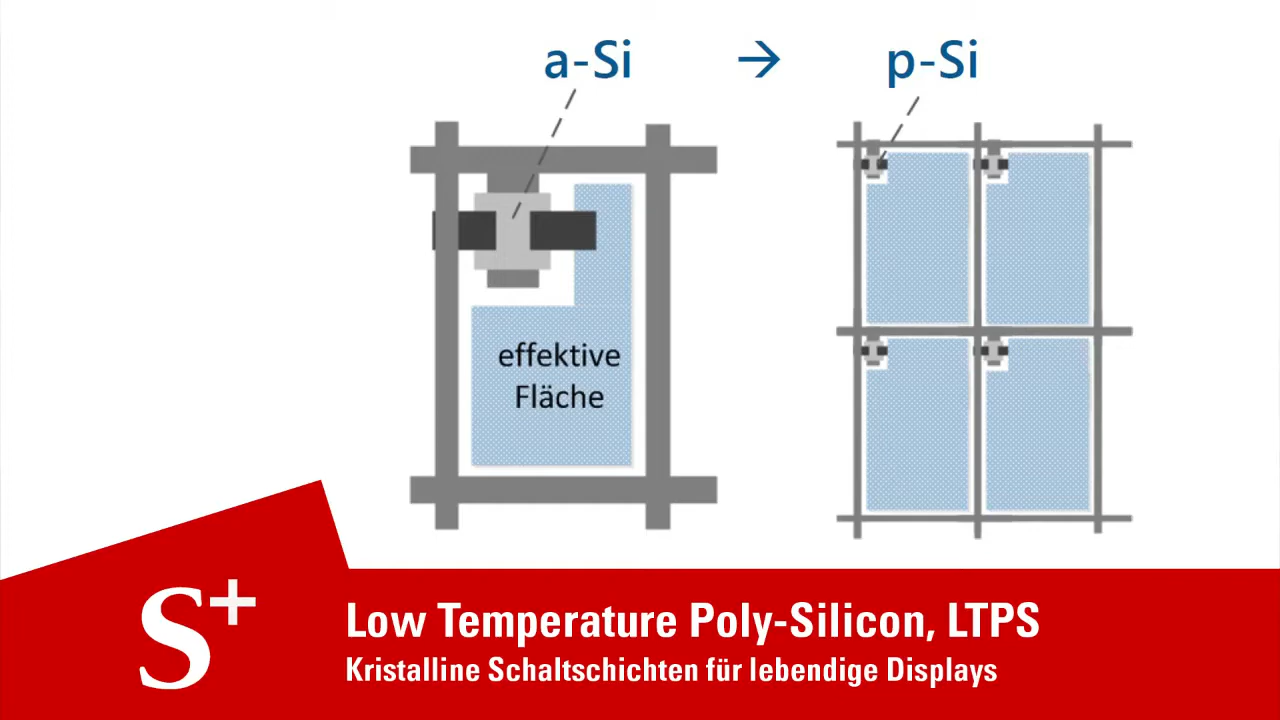 a-Si → p-Si
effektive
Fläche
S+
Low Temperature Poly-Silicon, LTPS
Kristalline Schaltschichten für lebendige Displays